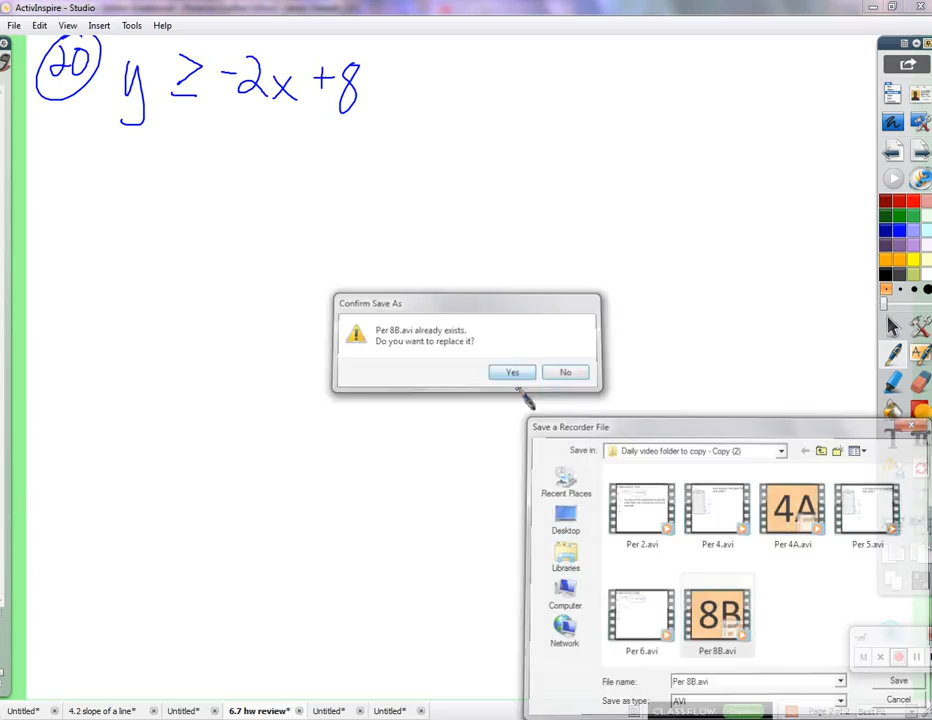 ActivInspire - Studio
File Edit View Insert Tools Help
20 y ≥ -2x + 8
Confirm Save As
Per 8B.avi already exists.
Do you want to replace it?
Yes No
Save a Recorder File
Save in: Daily video folder to copy - Copy (2)
Recent Places
Desktop
Libraries
Computer
Network
4A
Per 2.avi Per 4.avi Per 4A.avi Per 5.avi
8B
Per 6.avi Per 8B.avi
File name: Per 8B.avi Save
Save as type: AVI Cancel
Untitled* 4.2 slope of a line* Untitled* 6.7 hw review* Untitled* Untitled* CLASSFLOW